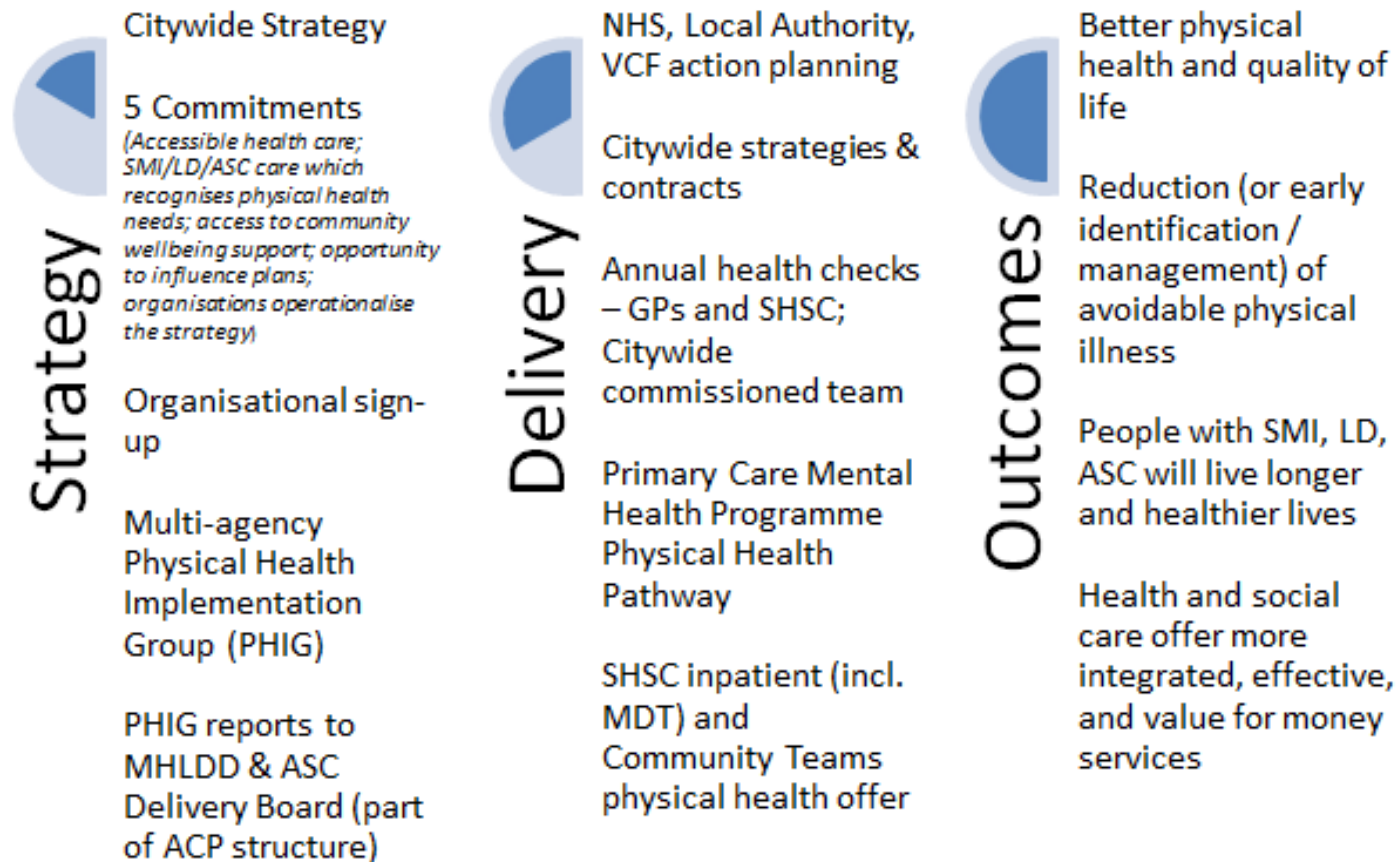 Strategy
Citywide Strategy
5 Commitments
(Accessible health care;
SMI/LD/ASC care which
recognises physical health
needs; access to community
wellbeing support; opportunity
to influence plans;
organisations operationalise
the strategy)
Organisational sign-
up
Multi-agency
Physical Health
Implementation
Group (PHIG)
PHIG reports to
MHLDD & ASC
Delivery Board (part
of ACP structure)
Delivery
NHS, Local Authority,
VCF action planning
Citywide strategies &
contracts
Annual health checks
– GPs and SHSC;
Citywide
commissioned team
Primary Care Mental
Health Programme
Physical Health
Pathway
SHSC inpatient (incl.
MDT) and
Community Teams
physical health offer
Outcomes
Better physical
health and quality of
life
Reduction (or early
identification /
management) of
avoidable physical
illness
People with SMI, LD,
ASC will live longer
and healthier lives
Health and social
care offer more
integrated, effective,
and value for money
services